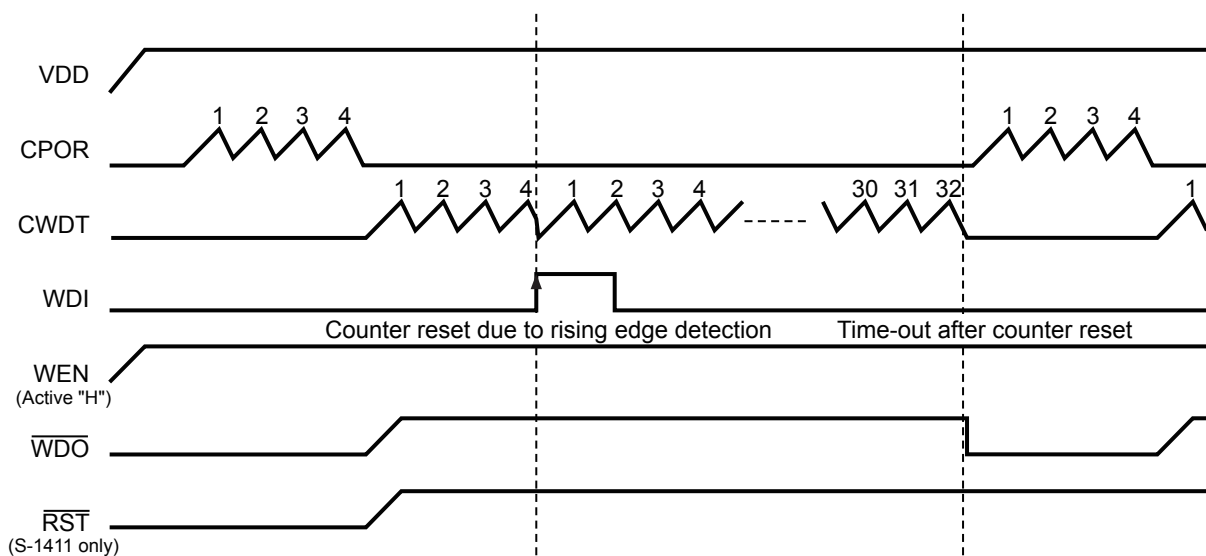 VDD
1 2 3 4 1 2 3 4
CPOR
1 2 3 4 1 2 3 4 30 31 32 1
CWDT
WDI
Counter reset due to rising edge detection Time-out after counter reset
WEN
(Active "H")
WDO
RST
(S-1411 only)